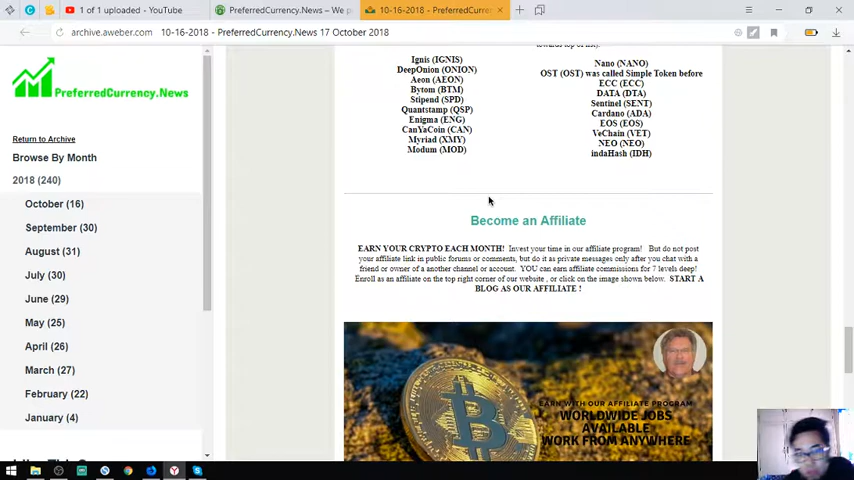 1 of 1 uploaded - YouTube
PreferredCurrency.News – We p
10-16-2018 - PreferredCurre
archive.aweber.com
10-16-2018 - PreferredCurrency.News 17 October 2018
PreferredCurrency.News
Return to Archive
Browse By Month
2018 (240)
October (16)
September (30)
August (31)
July (30)
June (29)
May (25)
April (26)
March (27)
February (22)
January (4)
Ignis (IGNIS)
DeepOnion (ONION)
Aeon (AEON)
Bytom (BTM)
Stipend (SPD)
Quantstamp (QSP)
Enigma (ENG)
CanYaCoin (CAN)
Myriad (XMY)
Modum (MOD)
Nano (NANO)
OST (OST) was called Simple Token before
ECC (ECC)
DATA (DTA)
Sentinel (SENT)
Cardano (ADA)
EOS (EOS)
VeChain (VET)
NEO (NEO)
indaHash (IDH)
Become an Affiliate
EARN YOUR CRYPTO EACH MONTH! Invest your time in our affiliate program! But do not post
your affiliate link in public forums or comments, but do it as private messages only after you chat with a
friend or owner of a another channel or account. YOU can earn affiliate commissions for 7 levels deep!
Enroll as an affiliate on the top right corner of our website , or click on the image shown below. START A
BLOG AS OUR AFFILIATE !
EARN WITH OUR AFFILIATE PROGRAM
WORLDWIDE JOBS
AVAILABLE
WORK FROM ANYWHERE